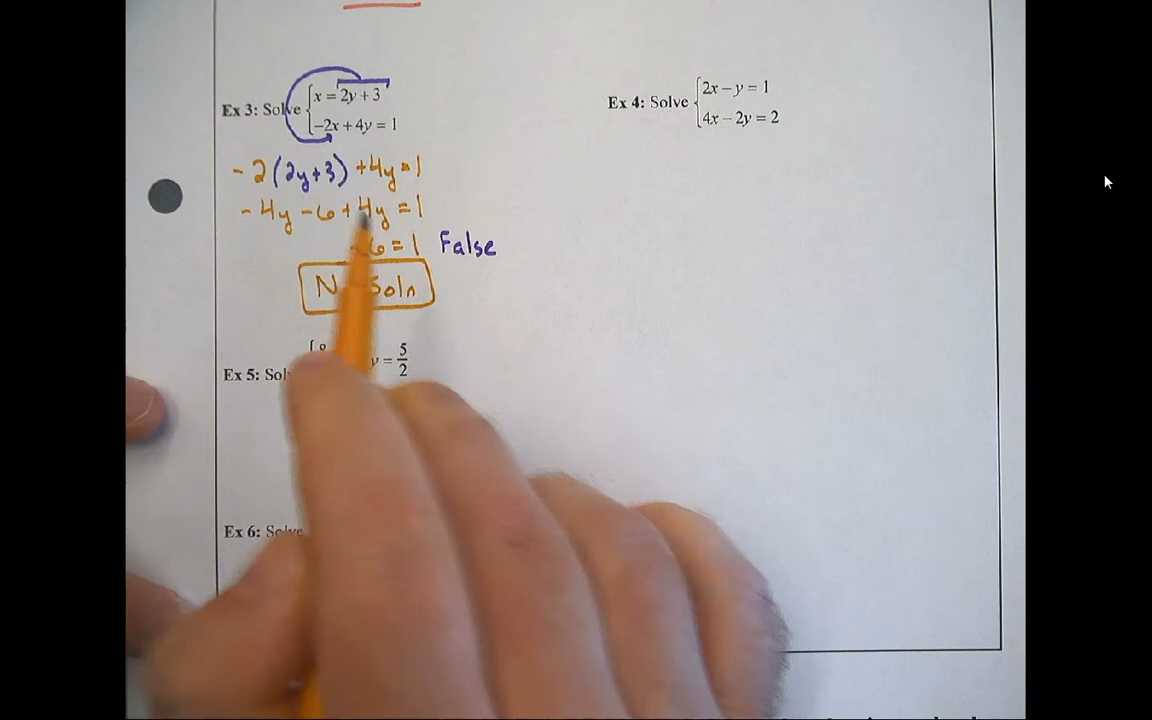 Ex 3: Solve { x = 2y + 3
-2x + 4y = 1
-2(2y+3) +4y=1
-4y -6 +4y =1
6=1 False
Soln
Ex 4: Solve { 2x - y = 1
4x - 2y = 2
Ex 5:
y = 5/2
Ex 6: Solve